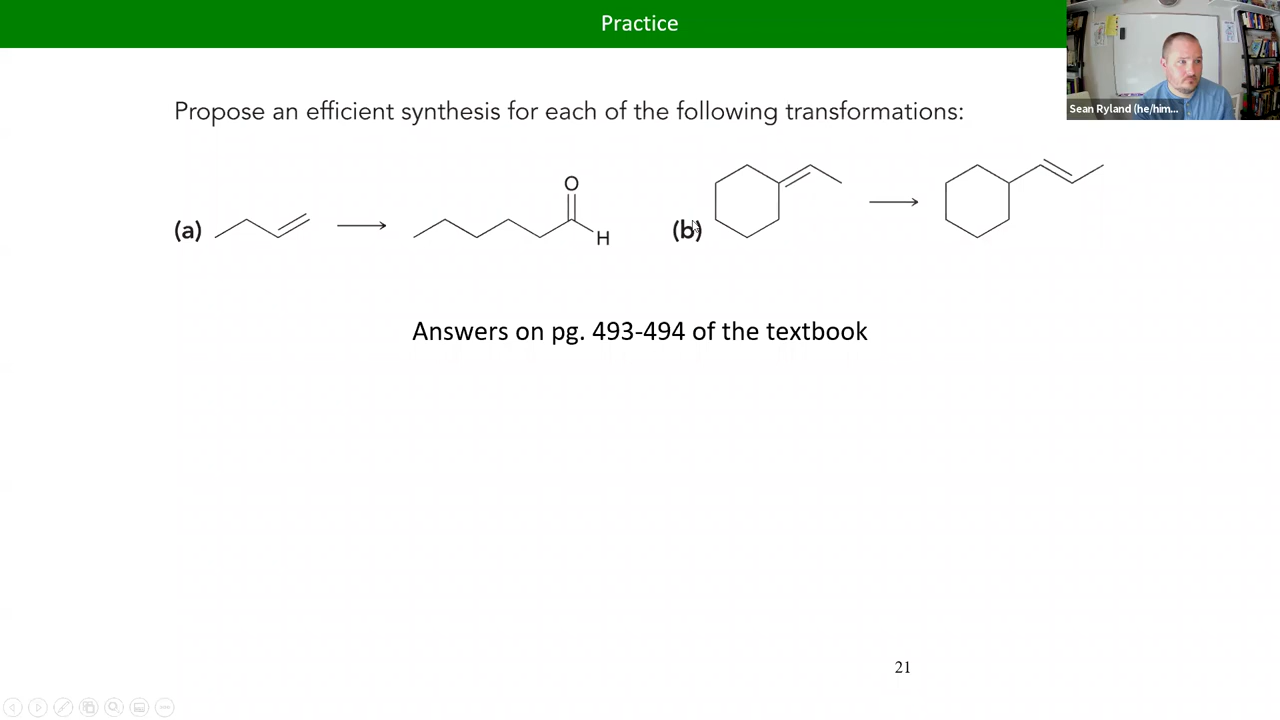 Practice
Sean Ryland (he/him...
Propose an efficient synthesis for each of the following transformations:
(a)
O
H
(b)
Answers on pg. 493-494 of the textbook
21